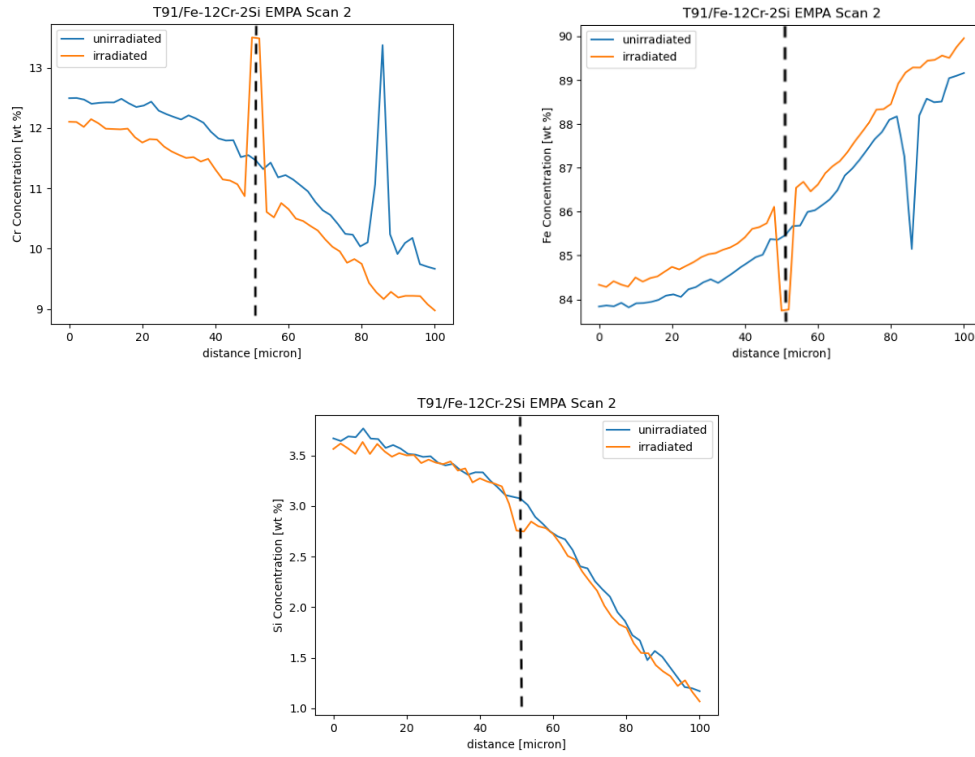 T91/Fe-12Cr-2Si EMPA Scan 2
unirradiated
irradiated
Cr Concentration [wt %]
13
12
11
10
9
0
20
40
60
80
100
distance [micron]
T91/Fe-12Cr-2Si EMPA Scan 2
unirradiated
irradiated
Fe Concentration [wt %]
90
89
88
87
86
85
84
0
20
40
60
80
100
distance [micron]
T91/Fe-12Cr-2Si EMPA Scan 2
unirradiated
irradiated
Si Concentration [wt %]
3.5
3.0
2.5
2.0
1.5
1.0
0
20
40
60
80
100
distance [micron]